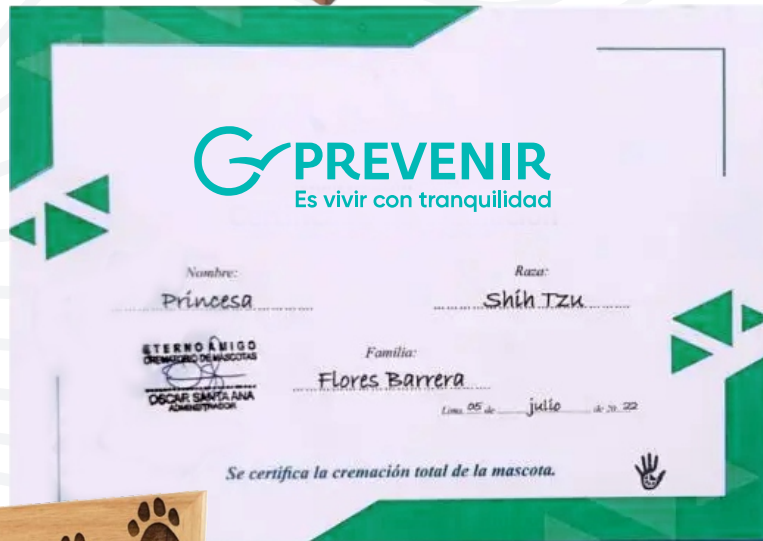 PREVENIR
Es vivir con tranquilidad
Nombre:
Princesa
Raza:
Shih Tzu
ETERNO AMIGO
CREMATORIO DE MASCOTAS
OSCAR SANTA ANA
ADMINISTRADOR
Familia:
Flores Barrera
Lima, 05 de julio de 20 22
Se certifica la cremación total de la mascota.